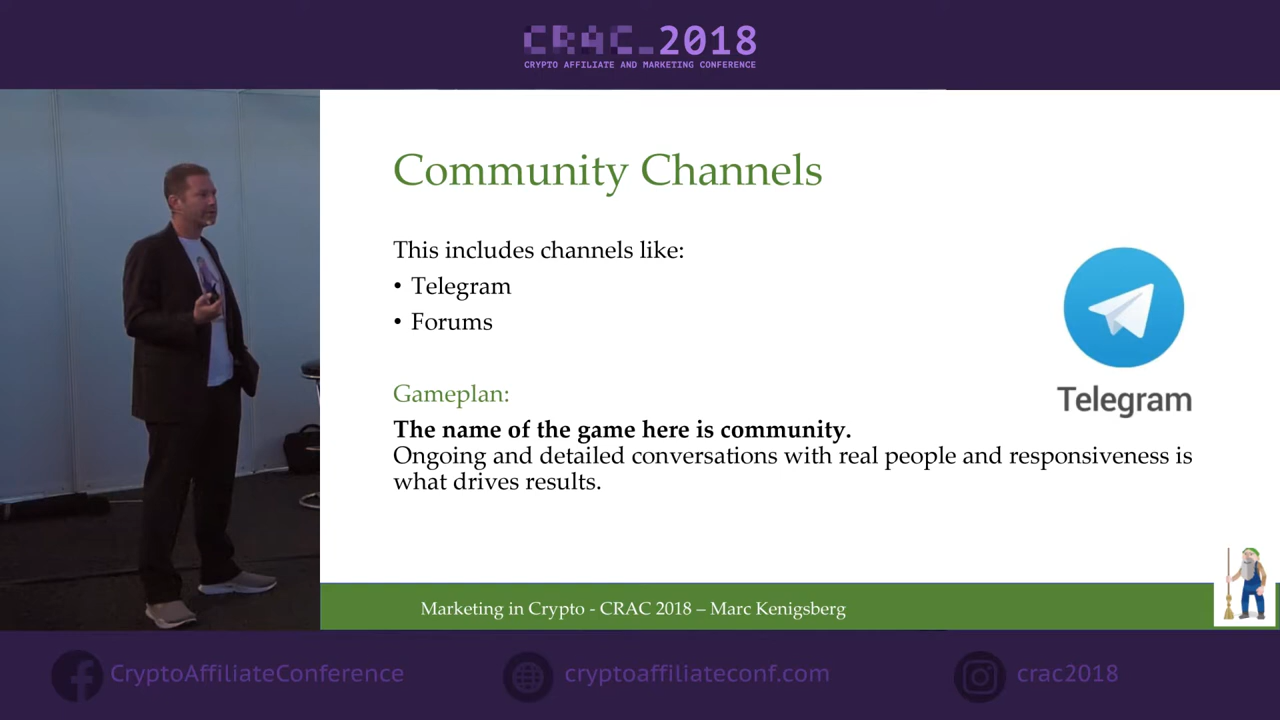 CRAC_2018
CRYPTO AFFILIATE AND MARKETING CONFERENCE
Community Channels
This includes channels like:
• Telegram
• Forums
Telegram
Gameplan:
The name of the game here is community.
Ongoing and detailed conversations with real people and responsiveness is
what drives results.
Marketing in Crypto - CRAC 2018 – Marc Kenigsberg
CryptoAffiliateConference
cryptoaffiliateconf.com
crac2018